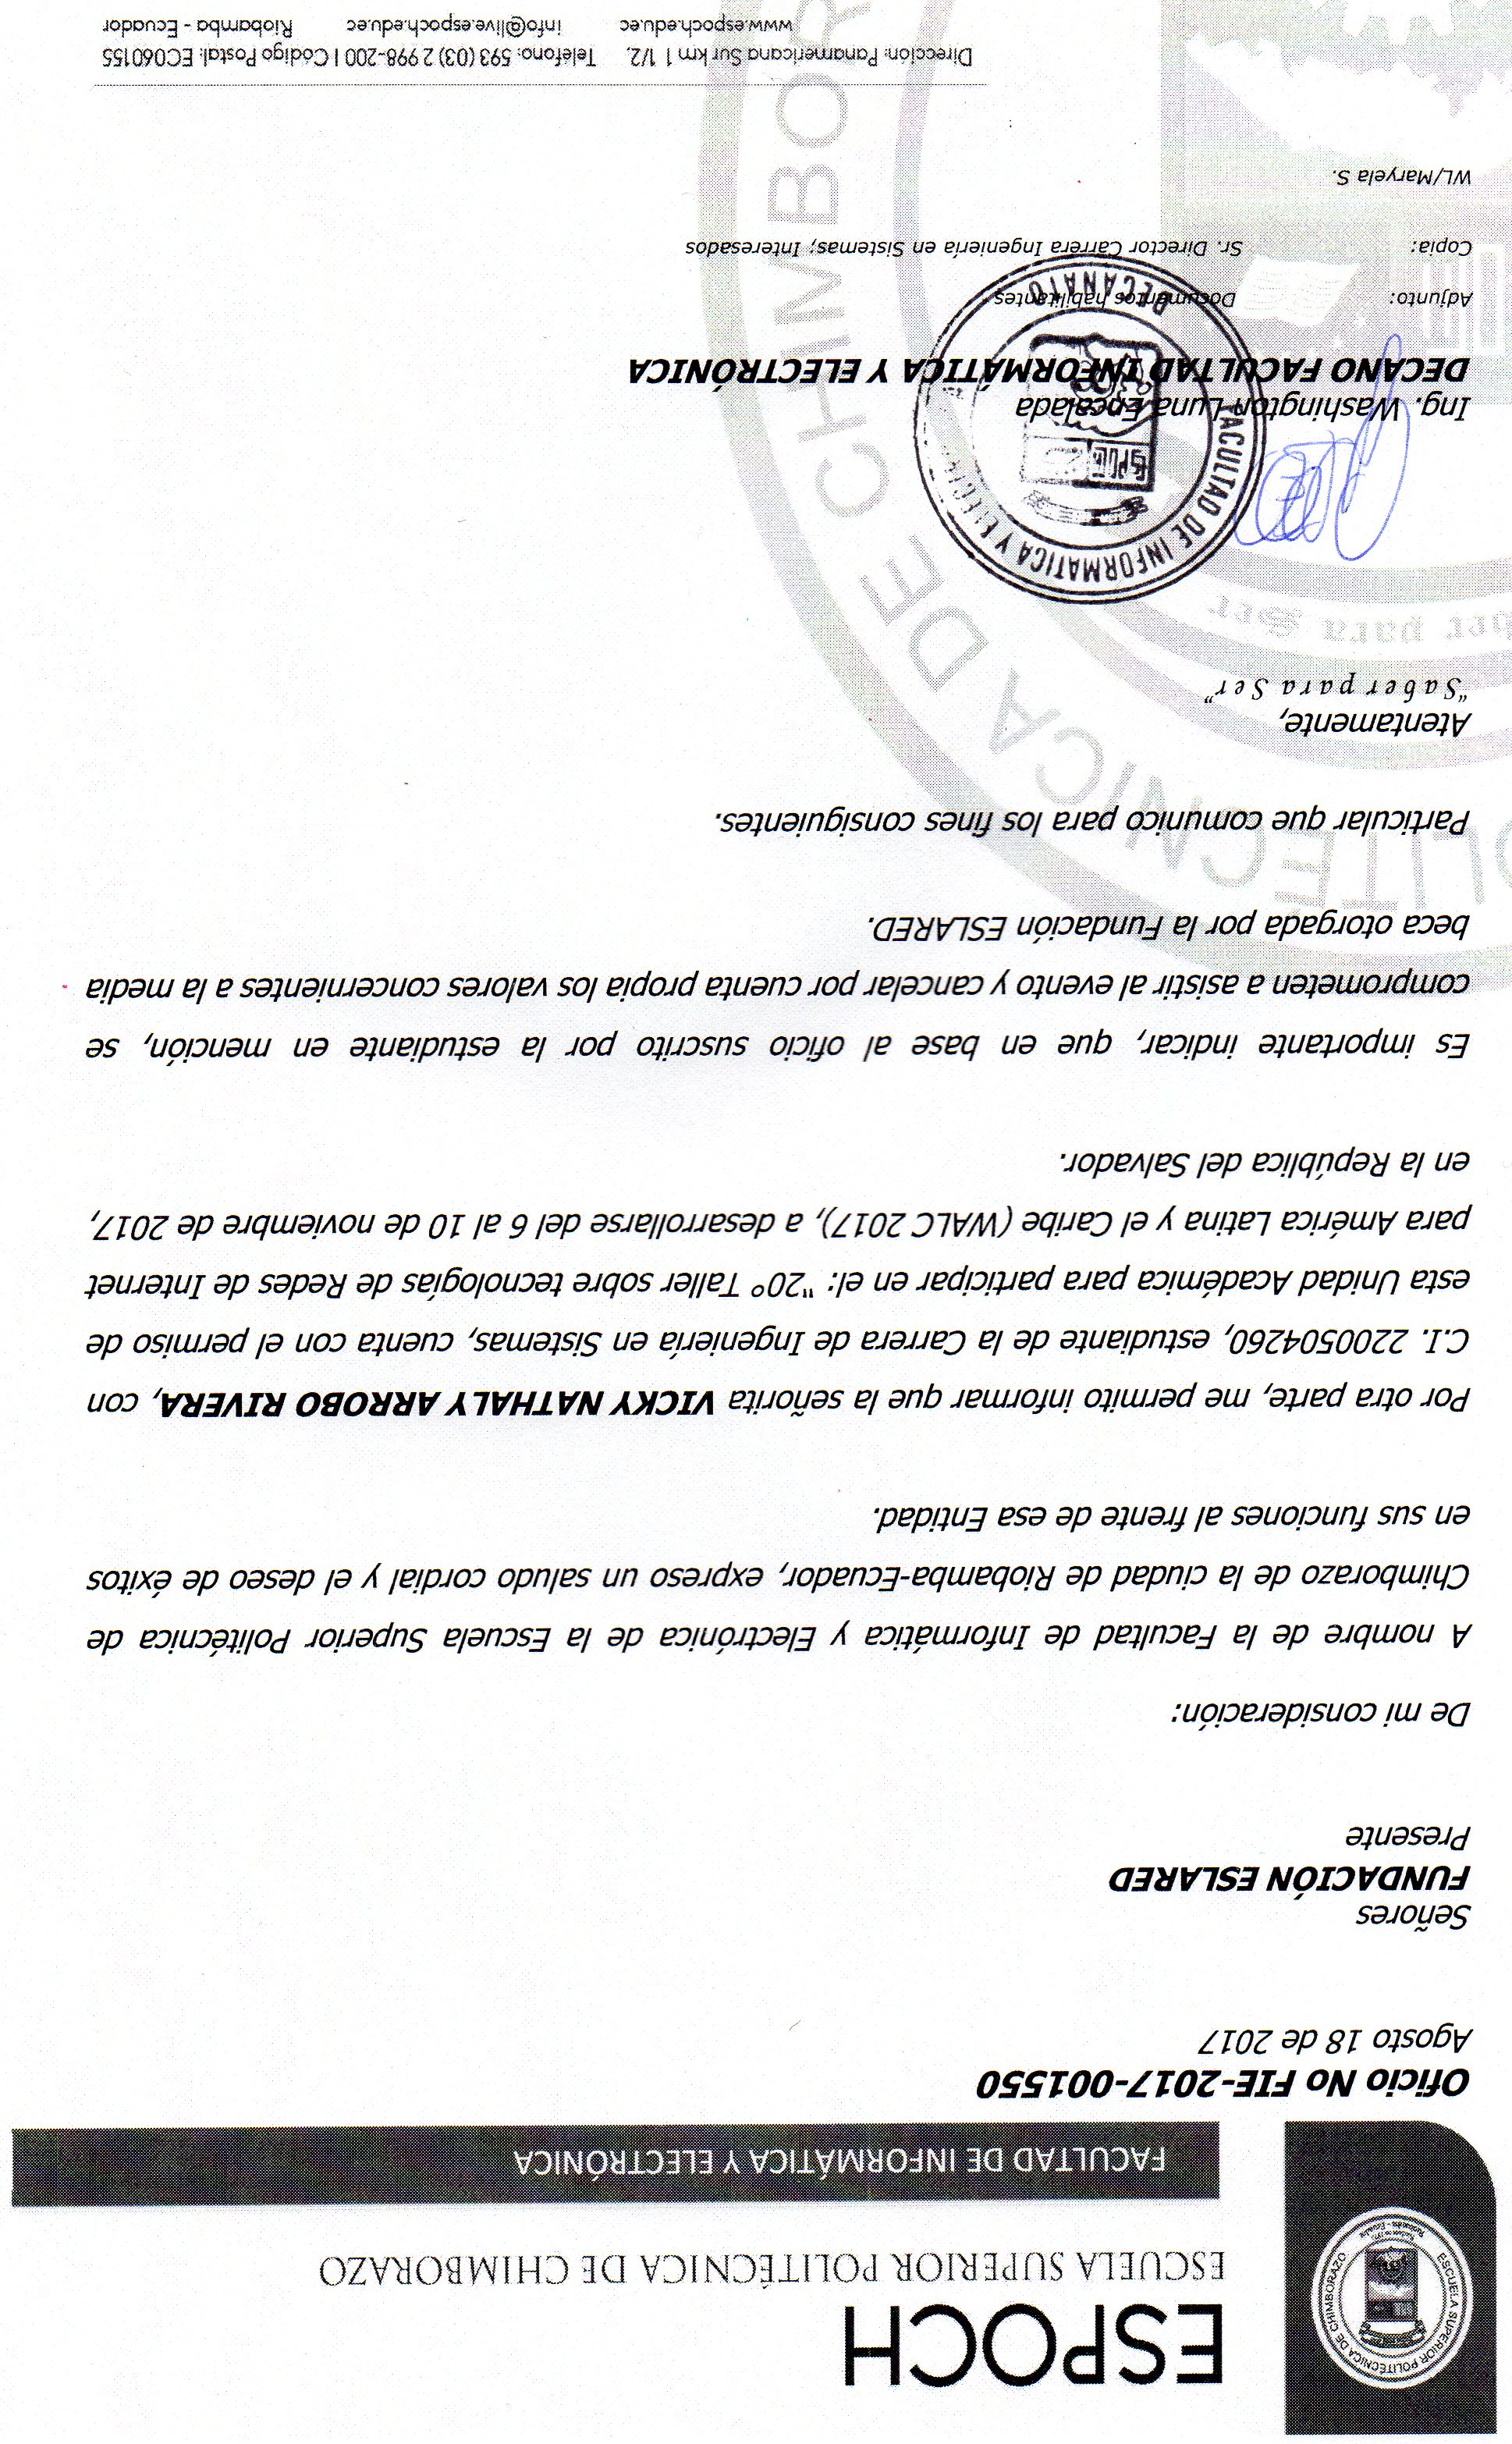 ESCUELA SUPERIOR POLITÉCNICA DE CHIMBORAZO
Riobamba - Ecuador
ESPOCH
ESCUELA SUPERIOR POLITÉCNICA DE CHIMBORAZO
FACULTAD DE INFORMÁTICA Y ELECTRÓNICA
Oficio No FIE-2017-001550
Agosto 18 de 2017
Señores
FUNDACIÓN ESLARED
Presente
De mi consideración:
A nombre de la Facultad de Informática y Electrónica de la Escuela Superior Politécnica de
Chimborazo de la ciudad de Riobamba-Ecuador, expreso un saludo cordial y el deseo de éxitos
en sus funciones al frente de esa Entidad.
Por otra parte, me permito informar que la señorita VICKY NATHALY ARROBO RIVERA, con
C.I. 2200504260, estudiante de la Carrera de Ingeniería en Sistemas, cuenta con el permiso de
esta Unidad Académica para participar en el: "20° Taller sobre tecnologías de Redes de Internet
para América Latina y el Caribe (WALC 2017), a desarrollarse del 6 al 10 de noviembre de 2017,
en la República del Salvador.
Es importante indicar, que en base al oficio suscrito por la estudiante en mención, se
comprometen a asistir al evento y cancelar por cuenta propia los valores concernientes a la media
beca otorgada por la Fundación ESLARED.
Particular que comunico para los fines consiguientes.
Atentamente,
"Saber para Ser"
para Ser
FACULTAD DE INFORMATICA Y
ESPOCH
DECANATO
Ing. Washington Luna Encalada
DECANO FACULTAD INFORMÁTICA Y ELECTRÓNICA
Adjunto: Documentos habilitantes
Copia: Sr. Director Carrera Ingeniería en Sistemas; Interesados
WL/Maryela S.
Dirección: Panamericana Sur km 1 1/2, Teléfono: 593 (03) 2 998-200 | Código Postal: EC060155
www.espoch.edu.ec info@live.espoch.edu.ec Riobamba - Ecuador